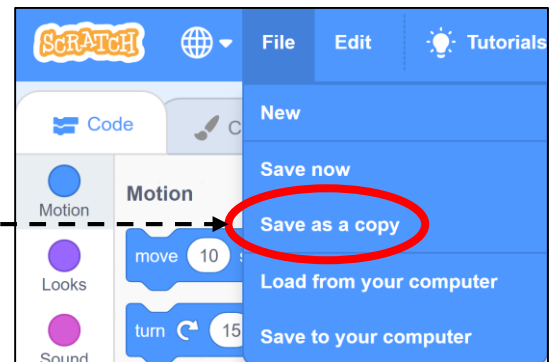 SCRATCH File Edit Tutorials
Code C
New
Save now
Save as a copy
Load from your computer
Save to your computer
Motion
Looks
Sound
Motion
move 10 s
turn 15